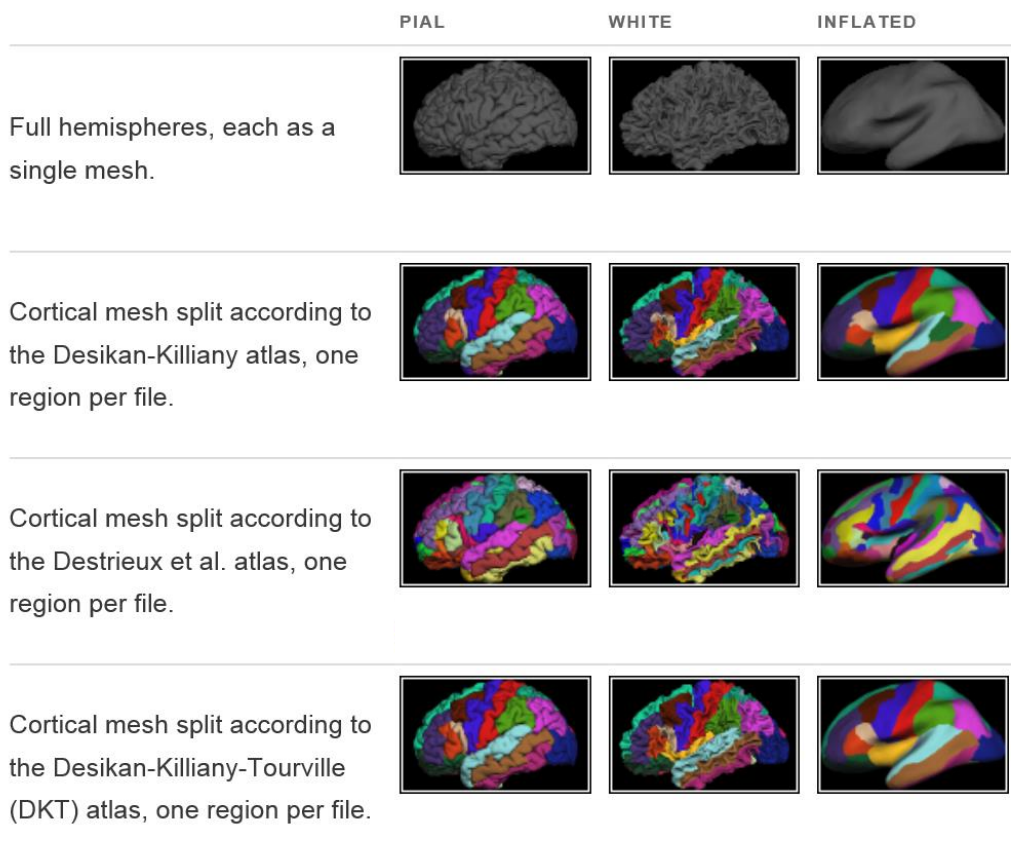 PIAL WHITE INFLATED
Full hemispheres, each as a
single mesh.
Cortical mesh split according to
the Desikan-Killiany atlas, one
region per file.
Cortical mesh split according to
the Destrieux et al. atlas, one
region per file.
Cortical mesh split according to
the Desikan-Killiany-Tourville
(DKT) atlas, one region per file.